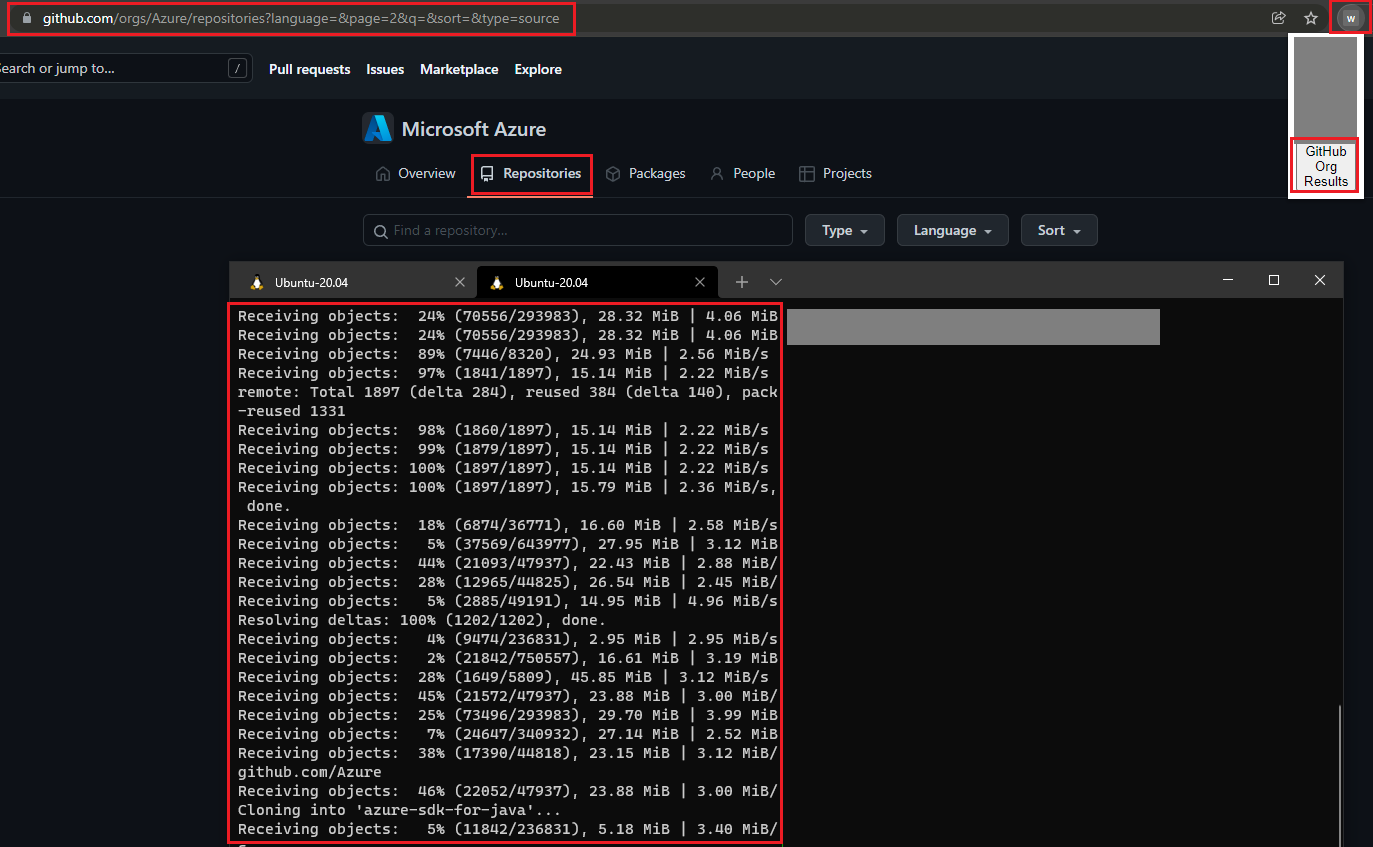 github.com/orgs/Azure/repositories?language=&page=2&q=&sort=&type=source
w
Search or jump to...
/
Pull requests
Issues
Marketplace
Explore
GitHub
Org
Results
Microsoft Azure
Overview
Repositories
Packages
People
Projects
Find a repository...
Type
Language
Sort
Ubuntu-20.04
Ubuntu-20.04
Receiving objects:  24% (70556/293983), 28.32 MiB | 4.06 MiB
Receiving objects:  24% (70556/293983), 28.32 MiB | 4.06 MiB
Receiving objects:  89% (7446/8320), 24.93 MiB | 2.56 MiB/s
Receiving objects:  97% (1841/1897), 15.14 MiB | 2.22 MiB/s
remote: Total 1897 (delta 284), reused 384 (delta 140), pack
-reused 1331
Receiving objects:  98% (1860/1897), 15.14 MiB | 2.22 MiB/s
Receiving objects:  99% (1879/1897), 15.14 MiB | 2.22 MiB/s
Receiving objects: 100% (1897/1897), 15.14 MiB | 2.22 MiB/s
Receiving objects: 100% (1897/1897), 15.79 MiB | 2.36 MiB/s,
 done.
Receiving objects:  18% (6874/36771), 16.60 MiB | 2.58 MiB/s
Receiving objects:   5% (37569/643977), 27.95 MiB | 3.12 MiB
Receiving objects:  44% (21093/47937), 22.43 MiB | 2.88 MiB/
Receiving objects:  28% (12965/44825), 26.54 MiB | 2.45 MiB/
Receiving objects:   5% (2885/49191), 14.95 MiB | 4.96 MiB/s
Resolving deltas: 100% (1202/1202), done.
Receiving objects:   4% (9474/236831), 2.95 MiB | 2.95 MiB/s
Receiving objects:   2% (21842/750557), 16.61 MiB | 3.19 MiB
Receiving objects:  28% (1649/5809), 45.85 MiB | 3.12 MiB/s
Receiving objects:  45% (21572/47937), 23.88 MiB | 3.00 MiB/
Receiving objects:  25% (73496/293983), 29.70 MiB | 3.99 MiB
Receiving objects:   7% (24647/340932), 27.14 MiB | 2.52 MiB
Receiving objects:  38% (17390/44818), 23.15 MiB | 3.12 MiB/
github.com/Azure
Receiving objects:  46% (22052/47937), 23.88 MiB | 3.00 MiB/
Cloning into 'azure-sdk-for-java'...
Receiving objects:   5% (11842/236831), 5.18 MiB | 3.40 MiB/